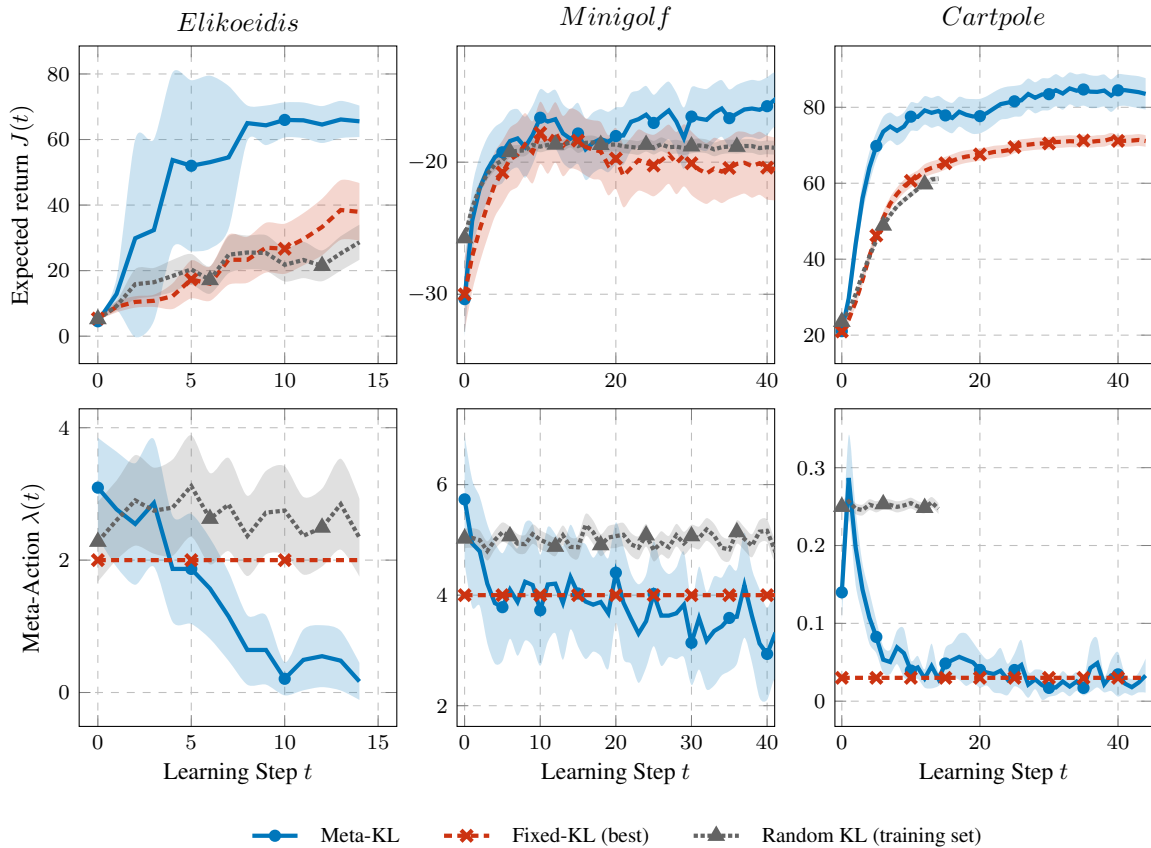 Elikoeidis Minigolf Cartpole
Expected return J(t)
80
60
40
20
0
0 5 10 15
−20
−30
0 10 20 30 40
80
60
40
20
0 20 40
Meta-Action λ(t)
4
2
0
0 5 10 15
Learning Step t
6
4
2
0 10 20 30 40
Learning Step t
0.3
0.2
0.1
0
0 20 40
Learning Step t
Meta-KL Fixed-KL (best) Random KL (training set)